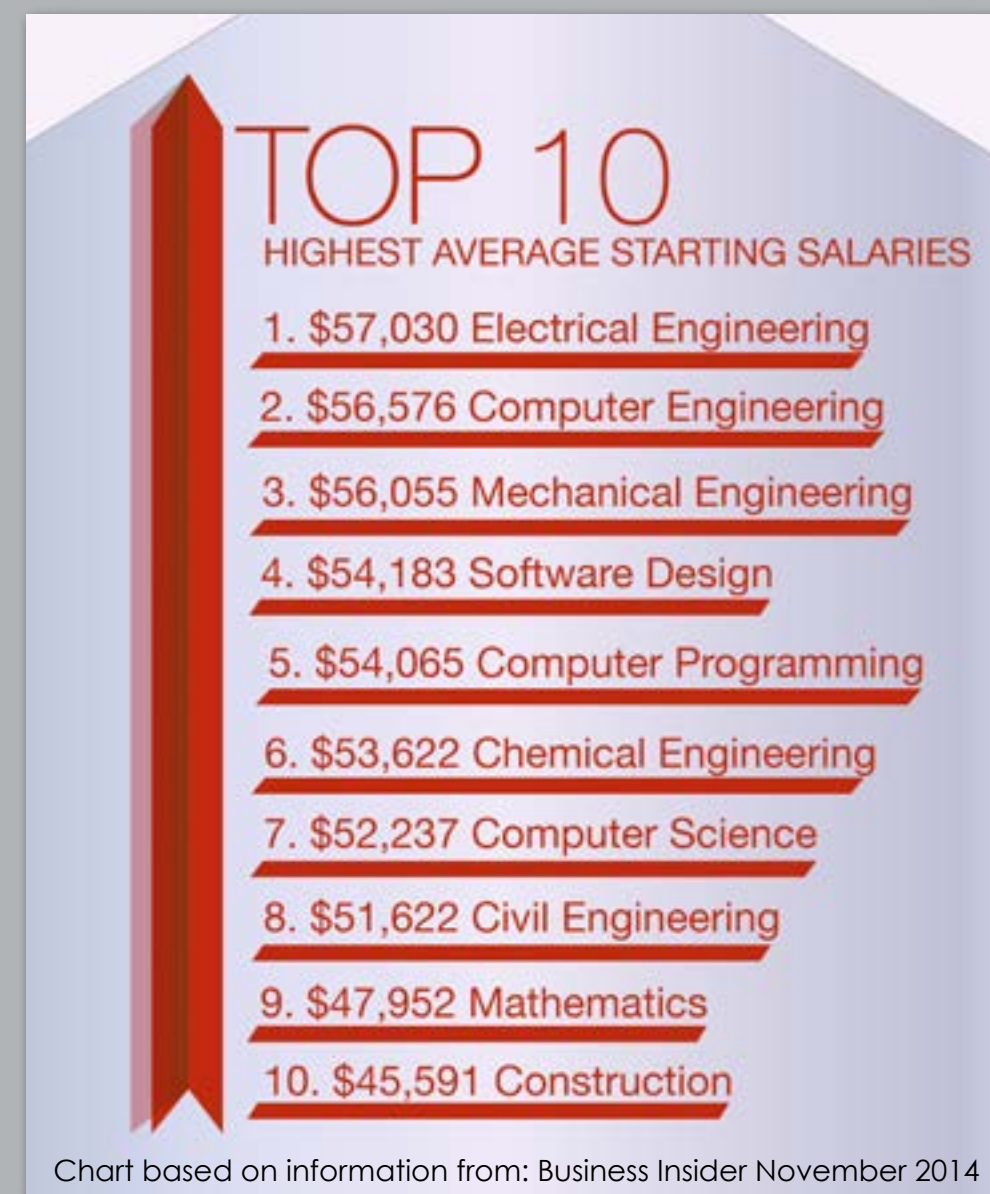 TOP 10
HIGHEST AVERAGE STARTING SALARIES
1. $57,030 Electrical Engineering
2. $56,576 Computer Engineering
3. $56,055 Mechanical Engineering
4. $54,183 Software Design
5. $54,065 Computer Programming
6. $53,622 Chemical Engineering
7. $52,237 Computer Science
8. $51,622 Civil Engineering
9. $47,952 Mathematics
10. $45,591 Construction
Chart based on information from: Business Insider November 2014